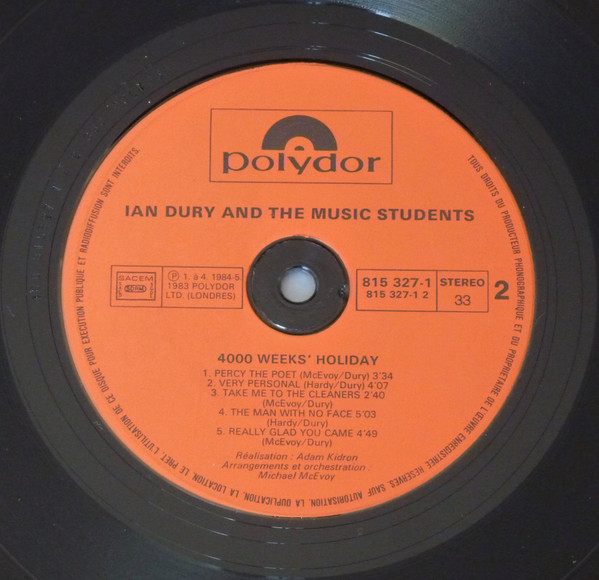 polydor
IAN DURY AND THE MUSIC STUDENTS
SACEM
Ⓟ 1. à 4. 1984-5.
1983 POLYDOR
LTD. (LONDRES)
815 327-1
815 327-1 2
STEREO
33
2
4000 WEEKS' HOLIDAY
1. PERCY THE POET (McEvoy/Dury) 3'34
2. VERY PERSONAL (Hardy/Dury) 4'07
3. TAKE ME TO THE CLEANERS 2'40
(McEvoy/Dury)
4. THE MAN WITH NO FACE 5'03
(Hardy/Dury)
5. REALLY GLAD YOU CAME 4'49
(McEvoy/Dury)
Réalisation : Adam Kidron
Arrangements et orchestration :
Michael McEvoy
TOUS DROITS DU PRODUCTEUR PHONOGRAPHIQUE ET DU PROPRIETAIRE DE L'ŒUVRE ENREGISTREE RESERVES. SAUF AUTORISATION, LA DUPLICATION, LA LOCATION, LE PRET, L'UTILISATION DE CE DISQUE POUR EXECUTION PUBLIQUE ET RADIODIFFUSION SONT INTERDITS.